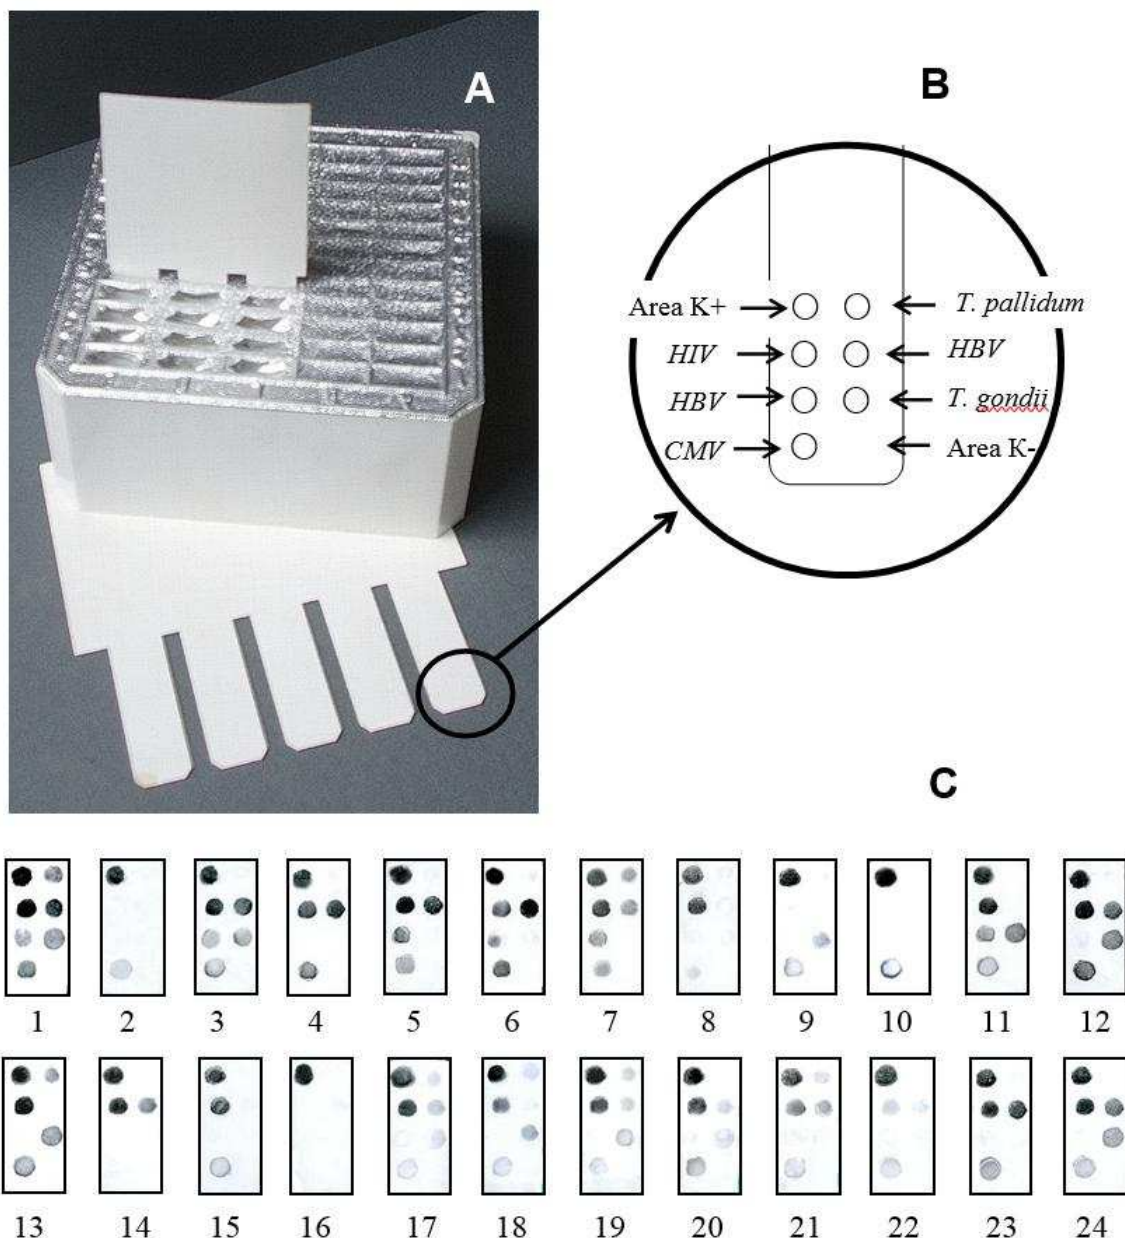 A
B
Area K+ T. pallidum
HIV HBV
HBV T. gondii
CMV Area K-
C
1 2 3 4 5 6 7 8 9 10 11 12
13 14 15 16 17 18 19 20 21 22 23 24